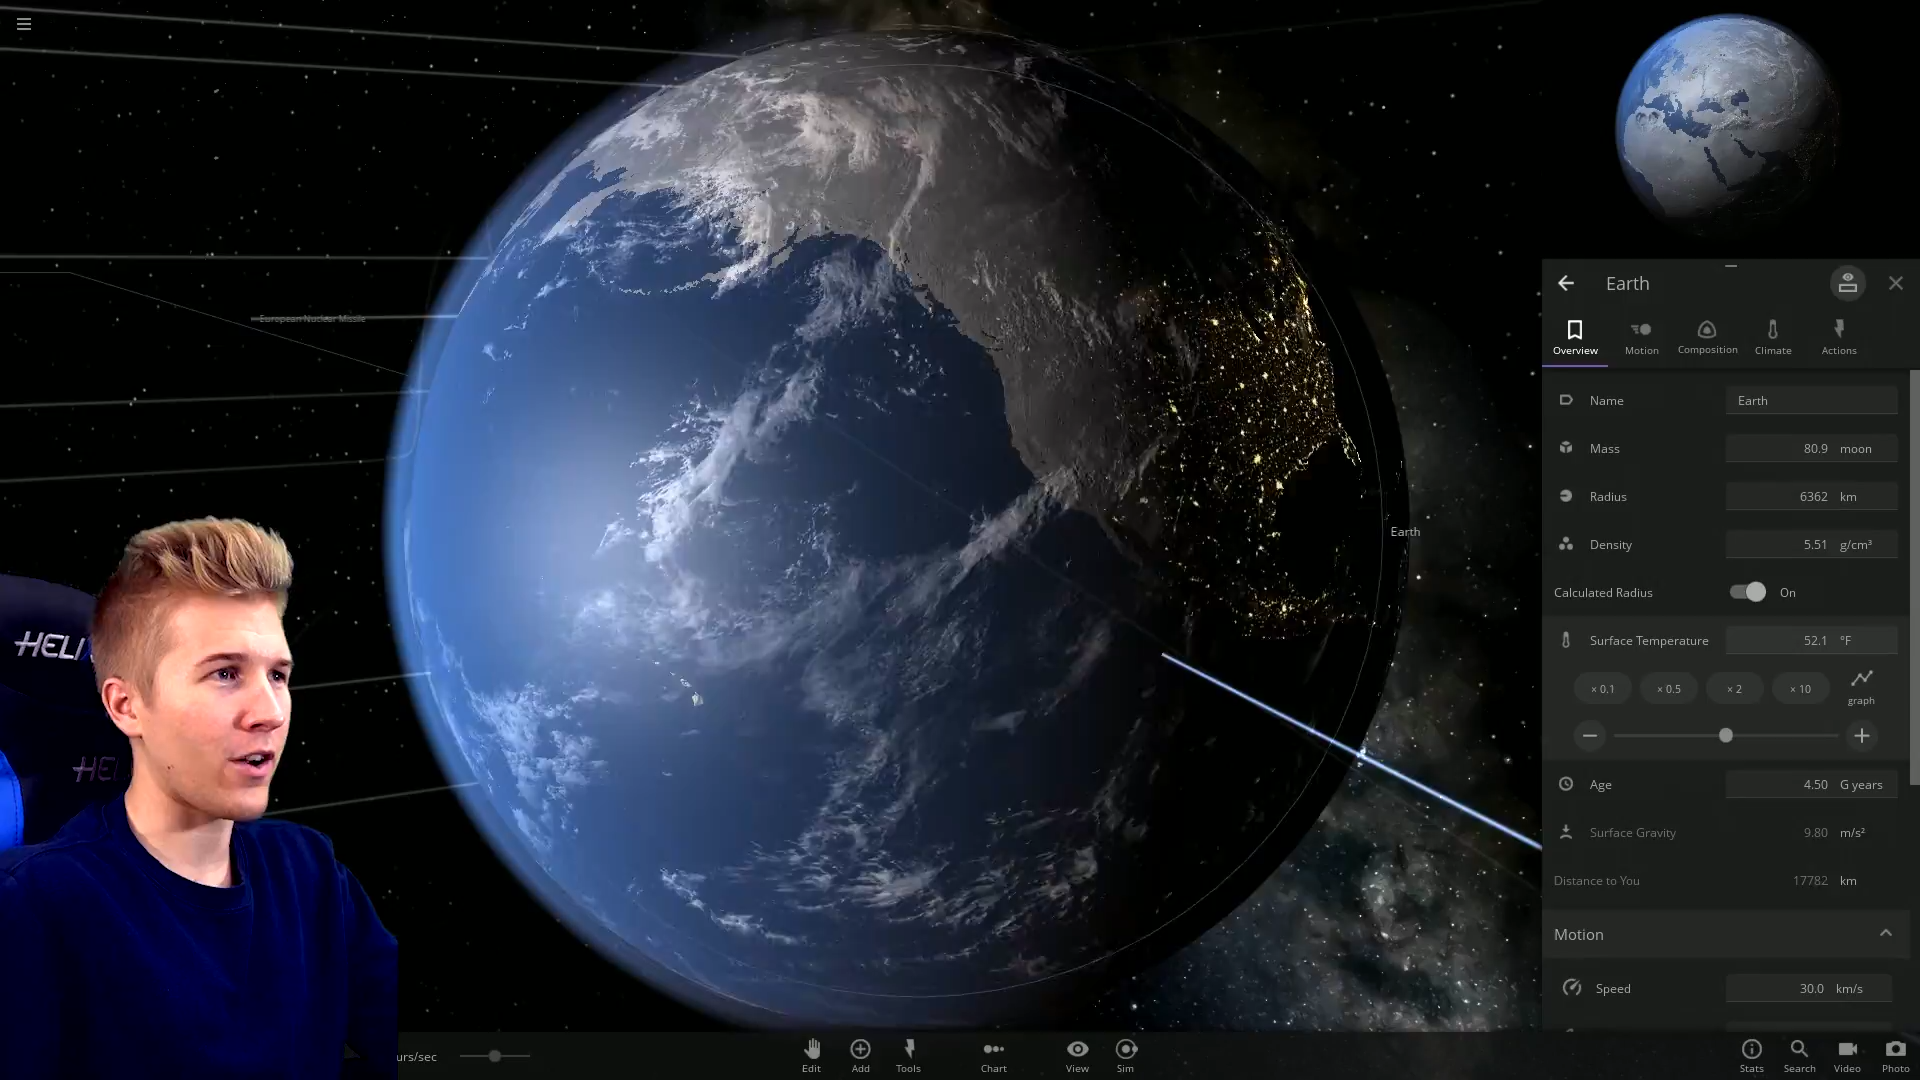 European Nuclear Missile
Earth
HELI
HE
Earth
Overview
Motion
Composition
Climate
Actions
Name Earth
Mass 80.9 moon
Radius 6362 km
Density 5.51 g/cm³
Calculated Radius On
Surface Temperature 52.1 °F
× 0.1 × 0.5 × 2 × 10 graph
Age 4.50 G years
Surface Gravity 9.80 m/s²
Distance to You 17782 km
Motion
Speed 30.0 km/s
urs/sec
Edit Add Tools Chart View Sim
Stats Search Video Photo